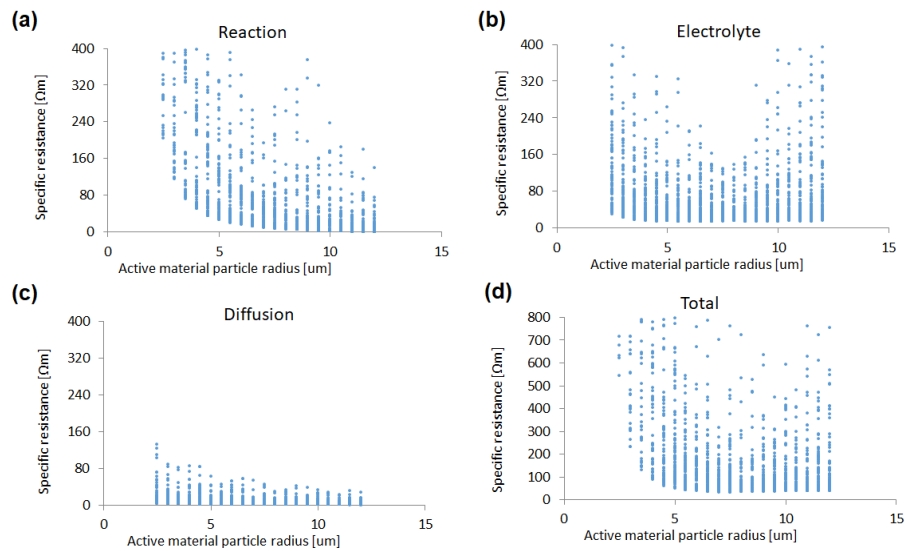 (a)
Reaction
Specific resistance [Ωm]
400
320
240
160
80
0
0 5 10 15
Active material particle radius [um]
(b)
Electrolyte
Specific resistance [Ωm]
400
320
240
160
80
0
0 5 10 15
Active material particle radius [um]
(c)
Diffusion
Specific resistance [Ωm]
400
320
240
160
80
0
0 5 10 15
Active material particle radius [um]
(d)
Total
Specific resistance [Ωm]
800
700
600
500
400
300
200
100
0
0 5 10 15
Active material particle radius [um]